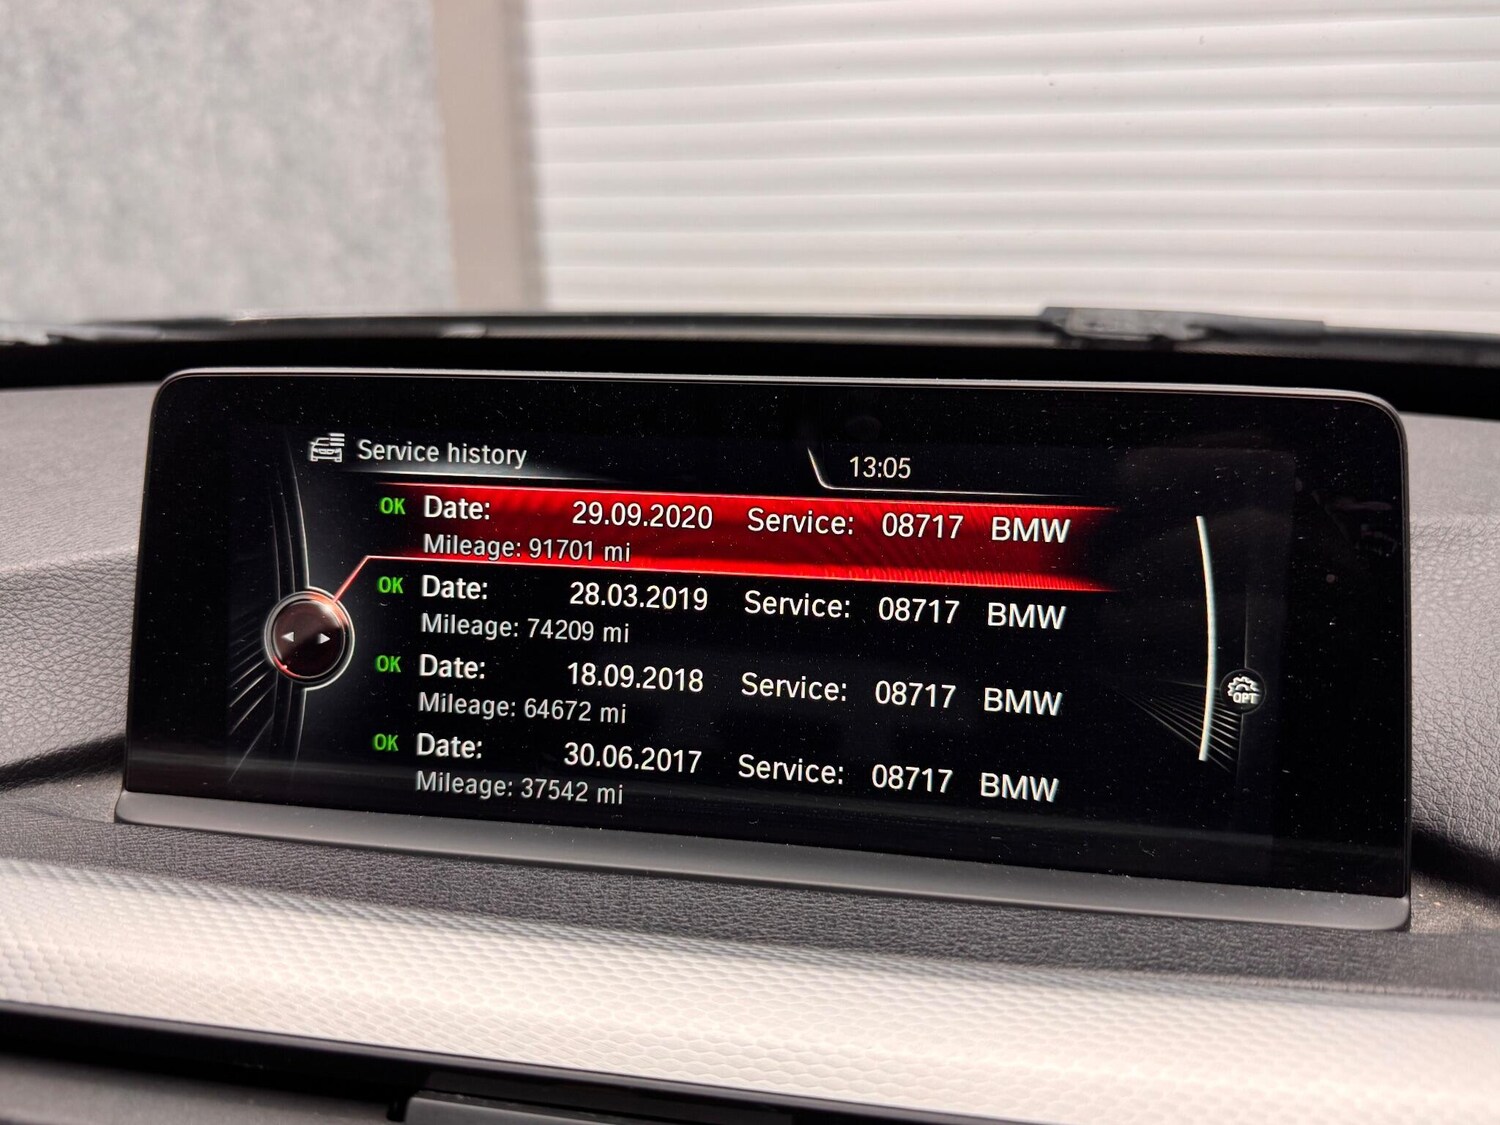 Service history
13:05
OK Date: 29.09.2020 Service: 08717 BMW
Mileage: 91701 mi
OK Date: 28.03.2019 Service: 08717 BMW
Mileage: 74209 mi
OK Date: 18.09.2018 Service: 08717 BMW
Mileage: 64672 mi
OPT
OK Date: 30.06.2017 Service: 08717 BMW
Mileage: 37542 mi